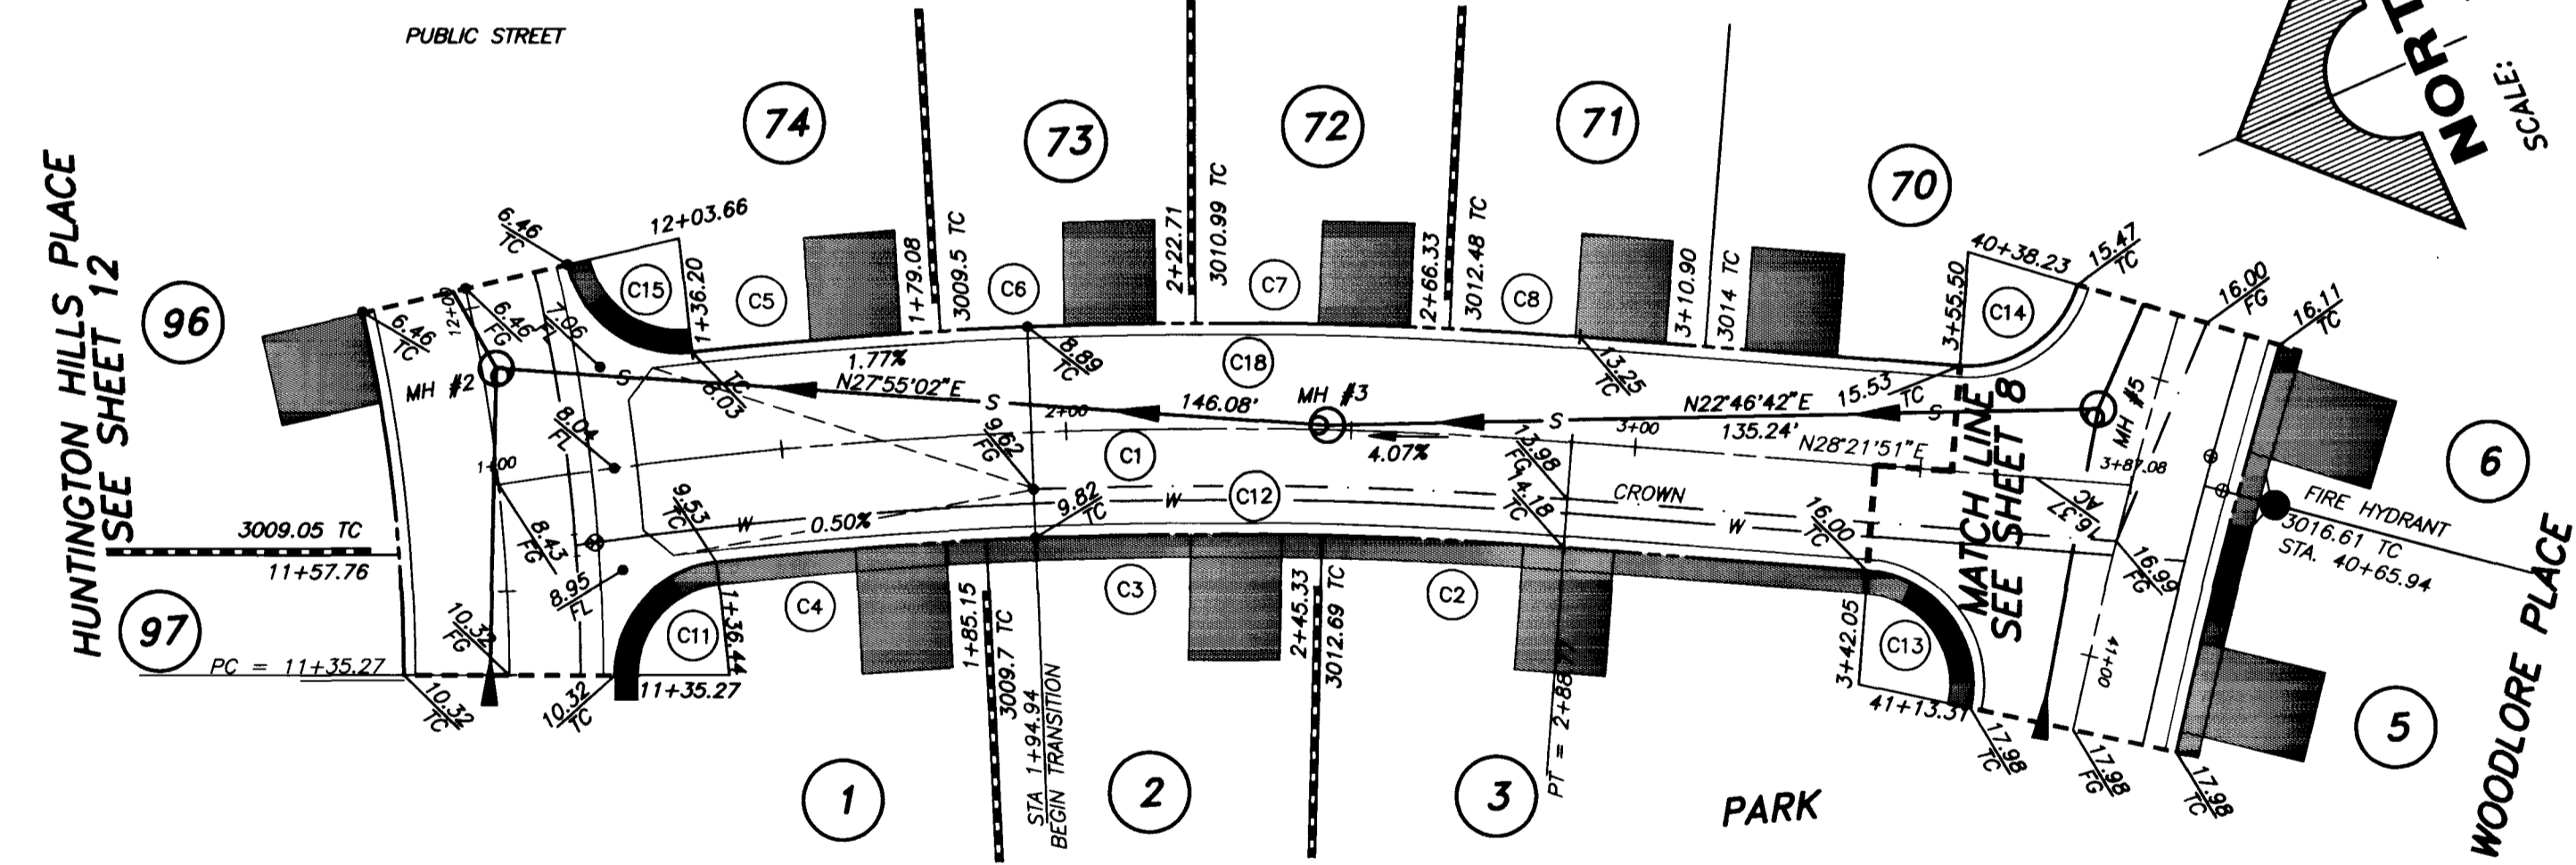 PUBLIC STREET
NORT
SCALE:
HUNTINGTON HILLS PLACE
SEE SHEET 12
96
97
74
73
72
71
70
6.46
TC
12+03.66
C15
1+36.20
C5
1+79.08
3009.5 TC
C6
2+22.71
3010.99 TC
C7
2+66.33
3012.48 TC
C8
3+10.90
3014 TC
3+55.50
40+38.23
C14
15.47
TC
16.00
FG
16.11
TC
6.46
TC
12+00
6.46
FG
7.06
FL
MH #2
S
1.77%
N27°55'02"E
S
TC
8.03
8.89
TC
C18
146.08'
MH #3
S
N22°46'42"E
135.24'
13.25
TC
15.53
TC
S
MATCH LINE
SEE SHEET 8
MH #5
8.04
FL
1+00
2+00
9.62
FG
C1
4.07%
13.98
FG
3+00
N28°21'51"E
3+87.08
16.37
AC
8.43
FG
9.53
TC
W
0.50%
9.82
TC
W
C12
14.18
TC
CROWN
W
16.00
TC
16.99
FG
FIRE HYDRANT
3016.61 TC
STA. 40+65.94
6
3009.05 TC
11+57.76
8.95
FL
10.32
FG
PC = 11+35.27
10.32
TC
10.32
TC
C11
1+36.44
11+35.27
C4
1+85.15
3009.7 TC
STA 1+94.94
BEGIN TRANSITION
C3
2+45.33
3012.69 TC
C2
PT = 2+88.77
3+42.05
C13
41+13.31
17.98
TC
41+00
17.98
FG
17.98
TC
5
1
2
3
PARK
WOODLORE PLACE